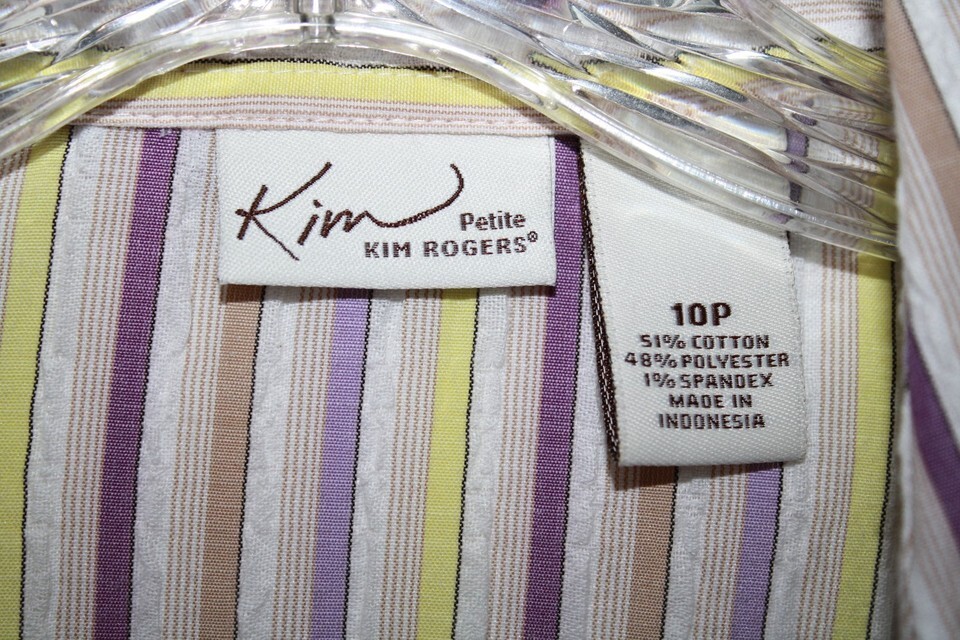 Kim
Petite
KIM ROGERS®
10P
51% COTTON
48% POLYESTER
1% SPANDEX
MADE IN
INDONESIA